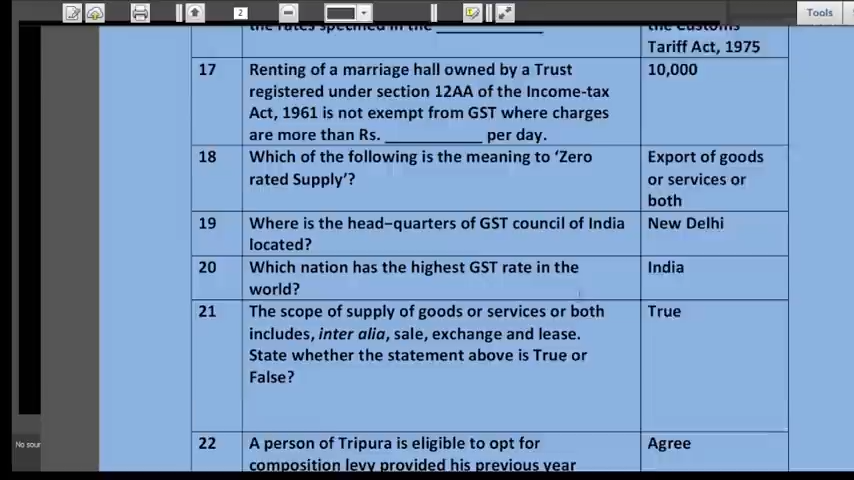 2
Tools
the rates specified in the ____________
the Customs
Tariff Act, 1975
17
Renting of a marriage hall owned by a Trust
registered under section 12AA of the Income-tax
Act, 1961 is not exempt from GST where charges
are more than Rs. ___________ per day.
10,000
18
Which of the following is the meaning to ‘Zero
rated Supply’?
Export of goods
or services or
both
19
Where is the head–quarters of GST council of India
located?
New Delhi
20
Which nation has the highest GST rate in the
world?
India
21
The scope of supply of goods or services or both
includes, inter alia, sale, exchange and lease.
State whether the statement above is True or
False?
True
No sour
22
A person of Tripura is eligible to opt for
composition levy provided his previous year
Agree